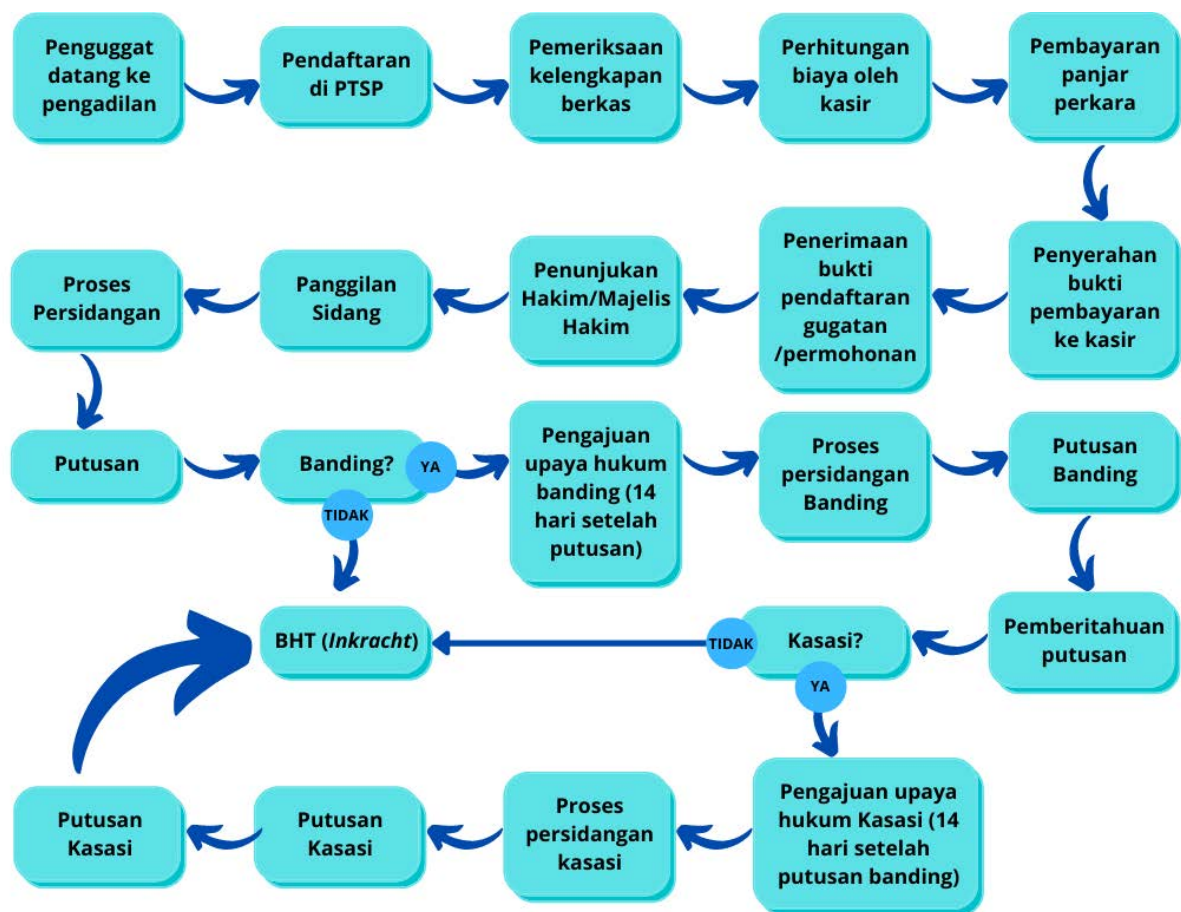 Penguggat
datang ke
pengadilan
Pendaftaran
di PTSP
Pemeriksaan
kelengkapan
berkas
Perhitungan
biaya oleh
kasir
Pembayaran
panjar
perkara
Penyerahan
bukti
pembayaran
ke kasir
Penerimaan
bukti
pendaftaran
gugatan
/permohonan
Penunjukan
Hakim/Majelis
Hakim
Panggilan
Sidang
Proses
Persidangan
Putusan
Banding?
YA
TIDAK
Pengajuan
upaya hukum
banding (14
hari setelah
putusan)
Proses
persidangan
Banding
Putusan
Banding
Pemberitahuan
putusan
Kasasi?
TIDAK
YA
BHT (Inkracht)
Pengajuan upaya
hukum Kasasi (14
hari setelah
putusan banding)
Proses
persidangan
kasasi
Putusan
Kasasi
Putusan
Kasasi